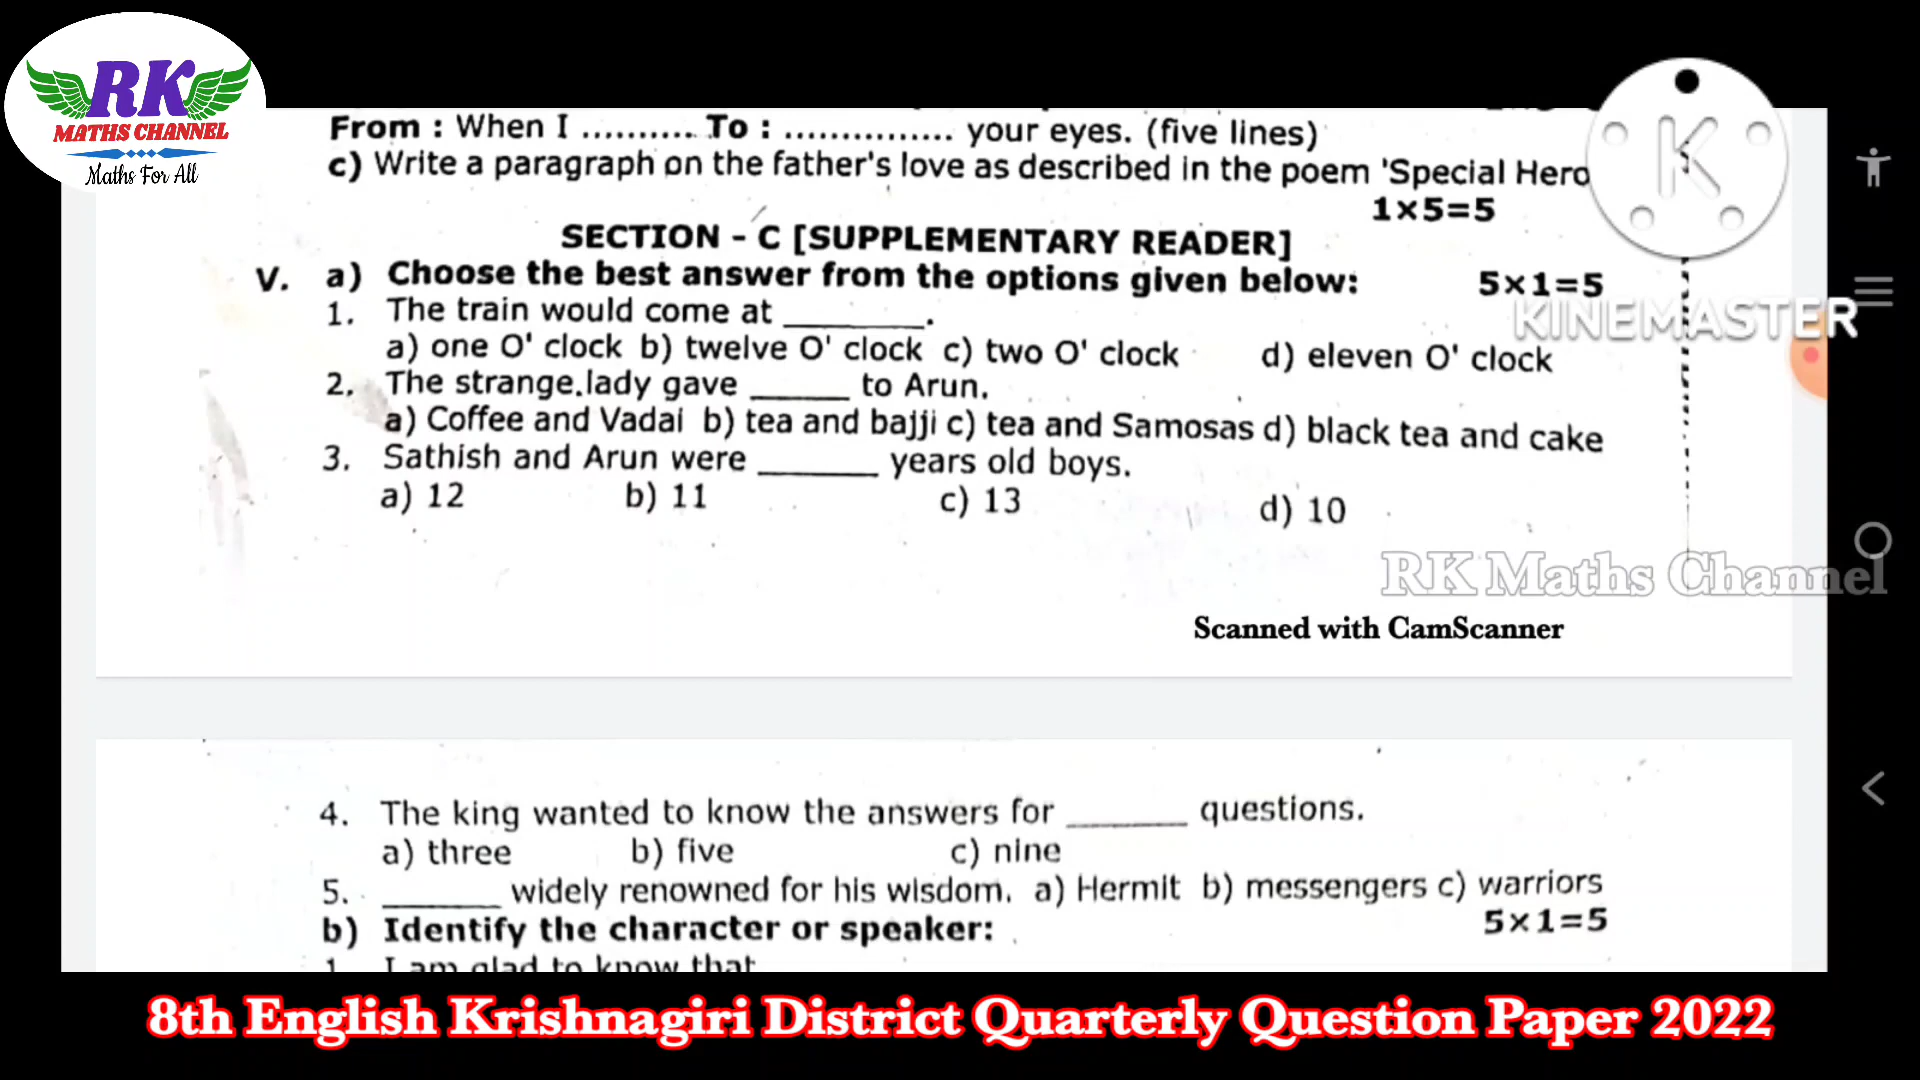 RK
MATHS CHANNEL
Maths For All
From : When I .......... To : ............... your eyes. (five lines)
c) Write a paragraph on the father's love as described in the poem 'Special Hero
1×5=5
SECTION - C [SUPPLEMENTARY READER]
V. a) Choose the best answer from the options given below: 5×1=5
KINEMASTER
1. The train would come at ________.
a) one O' clock b) twelve O' clock c) two O' clock d) eleven O' clock
2. The strange lady gave ______ to Arun.
a) Coffee and Vadai b) tea and bajji c) tea and Samosas d) black tea and cake
3. Sathish and Arun were _______ years old boys.
a) 12 b) 11 c) 13 d) 10
RK Maths Channel
Scanned with CamScanner
4. The king wanted to know the answers for _______ questions.
a) three b) five c) nine
5. _______ widely renowned for his wisdom. a) Hermit b) messengers c) warriors
b) Identify the character or speaker: 5×1=5
1 I am glad to know that
8th English Krishnagiri District Quarterly Question Paper 2022